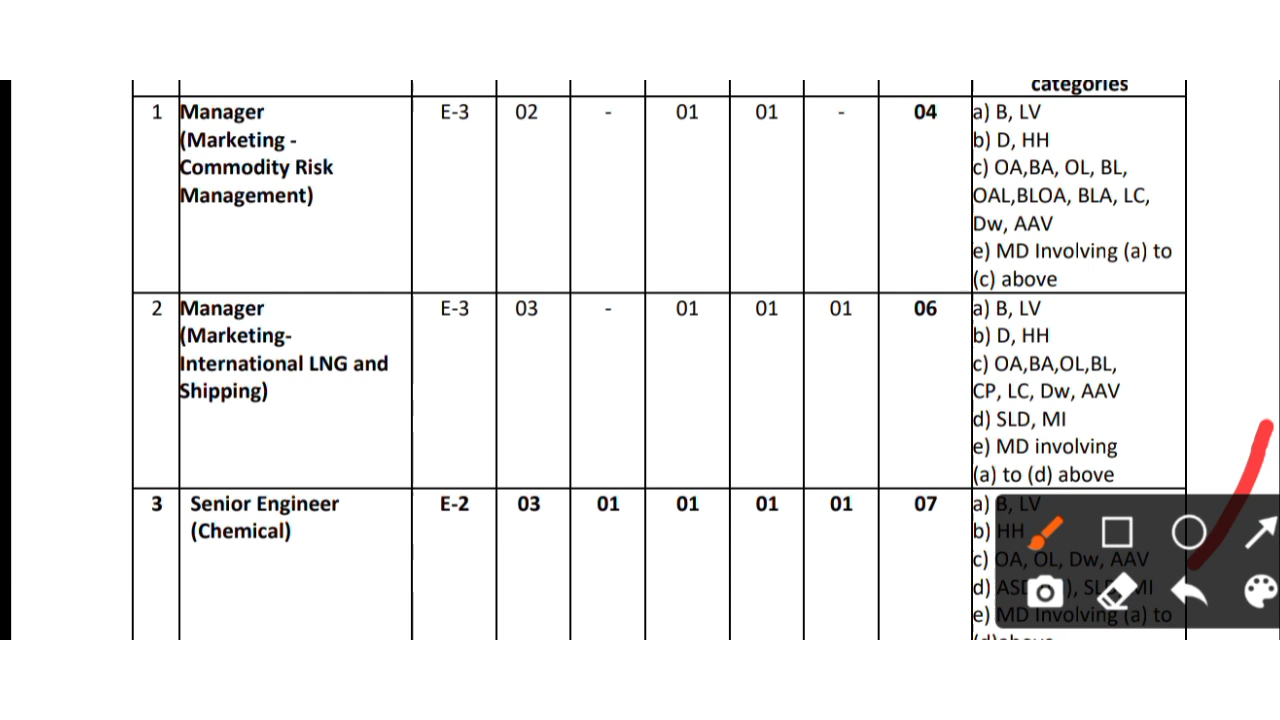 categories
1 Manager E-3 02 - 01 01 - 04 a) B, LV
(Marketing - b) D, HH
Commodity Risk c) OA,BA, OL, BL,
Management) OAL,BLOA, BLA, LC,
Dw, AAV
e) MD Involving (a) to
(c) above
2 Manager E-3 03 - 01 01 01 06 a) B, LV
(Marketing- b) D, HH
International LNG and c) OA,BA,OL,BL,
Shipping) CP, LC, Dw, AAV
d) SLD, MI
e) MD involving
(a) to (d) above
3 Senior Engineer E-2 03 01 01 01 01 07 a) B, LV
(Chemical) b) HH
c) OA, OL, Dw, AAV
d) MI
e) MD Involving (a) to